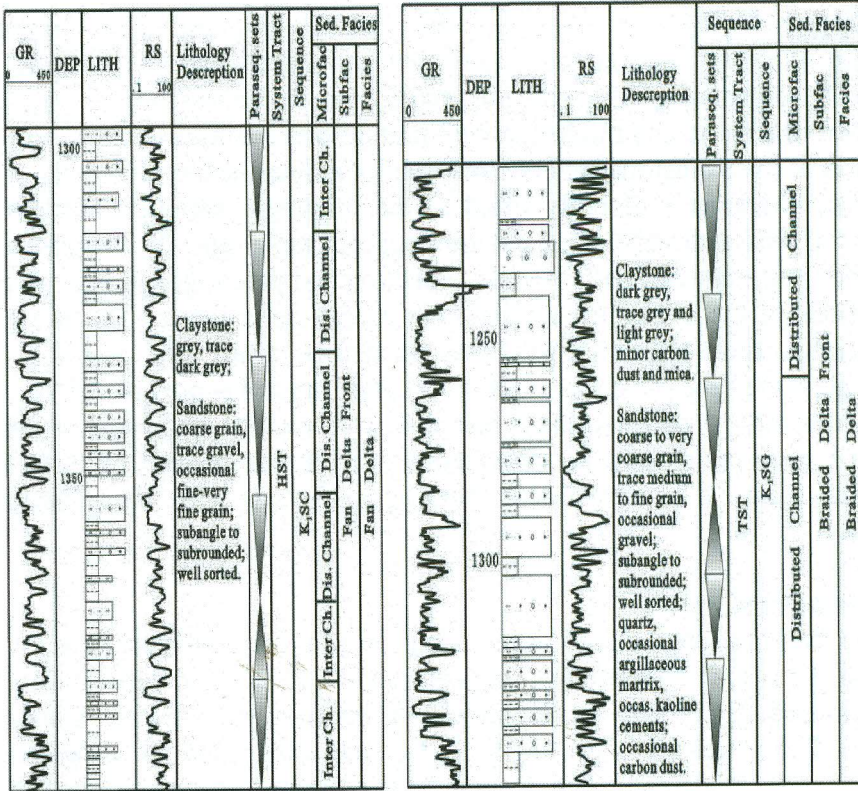 GR
0 450
DEP
LITH
RS
.1 100
Lithology
Descreption
Paraseq. sets
System Tract
Sequence
Sed. Facies
Microfac
Subfac
Facies
1300
1350
Claystone:
grey, trace
dark grey;
Sandstone:
coarse grain,
trace gravel,
occasional
fine-very
fine grain;
subangle to
subrounded;
well sorted.
HST
K₁SC
Inter Ch.
Dis. Channel
Dis. Channel
Dis. Channel
Inter Ch.
Inter Ch.
Fan Delta Front
Fan Delta
GR
0 450
DEP
LITH
RS
.1 100
Lithology
Descreption
Sequence
Paraseq. sets
System Tract
Sequence
Sed. Facies
Microfac
Subfac
Facies
1250
1300
Claystone:
dark grey,
trace grey and
light grey;
minor carbon
dust and mica.
Sandstone:
coarse to very
coarse grain,
trace medium
to fine grain,
occasional
gravel;
subangle to
subrounded;
well sorted;
quartz,
occasional
argillaceous
martrix,
occas. kaoline
cements;
occasional
carbon dust.
TST
K₁SG
Distributed Channel
Distributed Channel
Braided Delta Front
Braided Delta